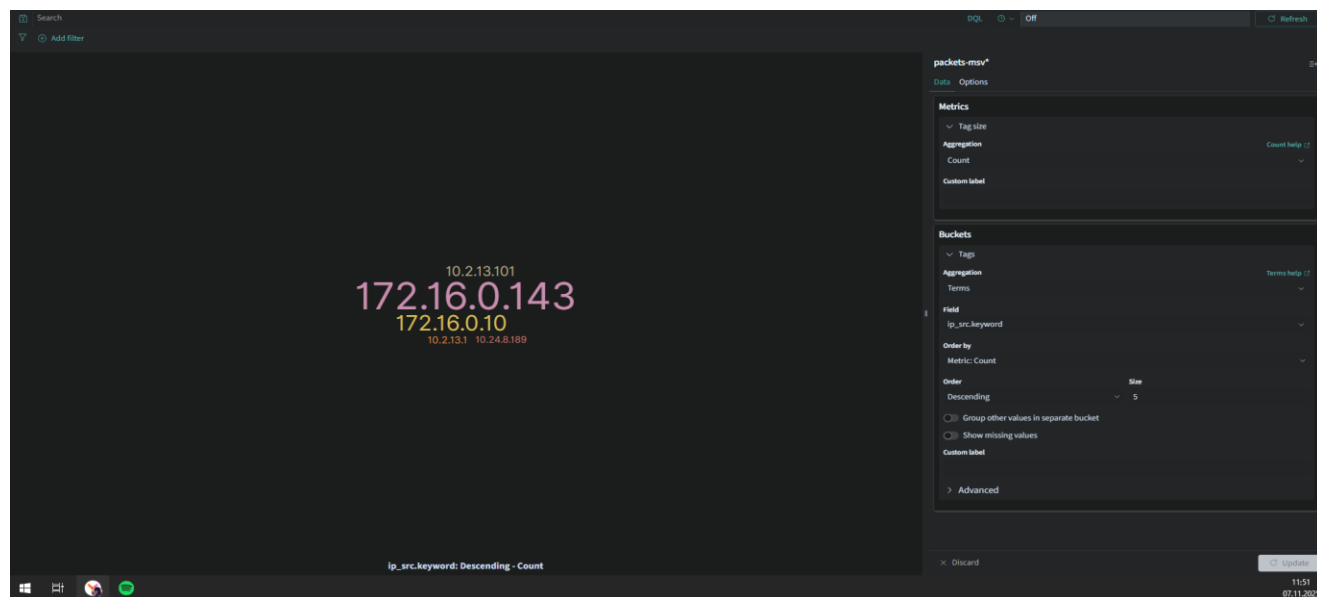 Search
DQL
Off
Refresh
Add filter
packets-msv*
Data Options
Metrics
Tag size
Aggregation
Count help
Count
Custom label
Buckets
Tags
Aggregation
Terms help
Terms
Field
ip_src.keyword
Order by
Metric: Count
Order Size
Descending 5
Group other values in separate bucket
Show missing values
Custom label
Advanced
Discard
Update
10.2.13.101
172.16.0.143
172.16.0.10
10.2.13.1 10.24.8.189
ip_src.keyword: Descending - Count
11:51
07.11.202